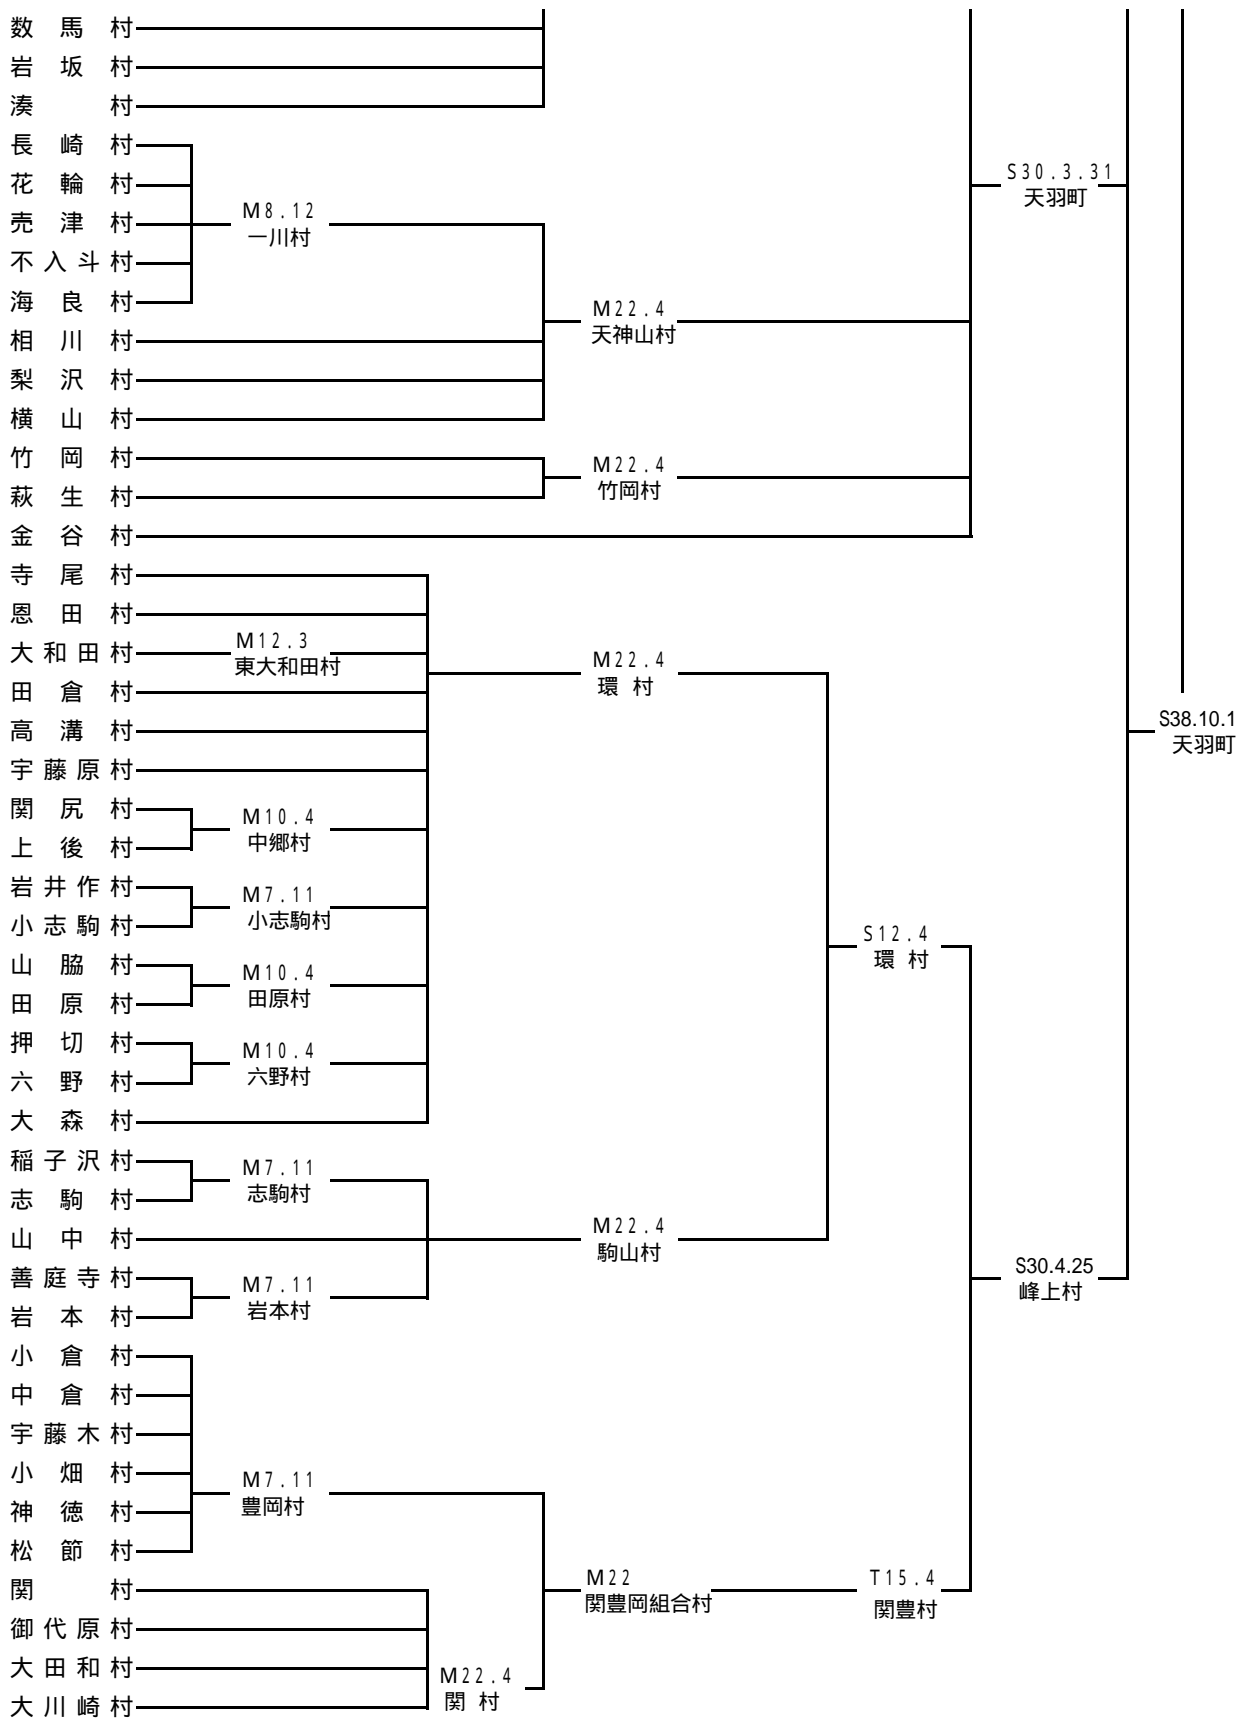 数馬村
岩坂村
湊村
長崎村
花輪村
売津村
不入斗村
海良村
相川村
梨沢村
横山村
竹岡村
萩生村
金谷村
寺尾村
恩田村
大和田村
田倉村
高溝村
宇藤原村
関尻村
上後村
岩井作村
小志駒村
山脇村
田原村
押切村
六野村
大森村
稲子沢村
志駒村
山中村
善庭寺村
岩本村
小倉村
中倉村
宇藤木村
小畑村
神徳村
松節村
関村
御代原村
大田和村
大川崎村
M8.12
一川村
M12.3
東大和田村
M10.4
中郷村
M7.11
小志駒村
M10.4
田原村
M10.4
六野村
M7.11
志駒村
M7.11
岩本村
M7.11
豊岡村
M22.4
関村
M22.4
天神山村
M22.4
竹岡村
M22.4
環村
M22.4
駒山村
M22
関豊岡組合村
S12.4
環村
T15.4
関豊村
S30.3.31
天羽町
S30.4.25
峰上村
S38.10.1
天羽町